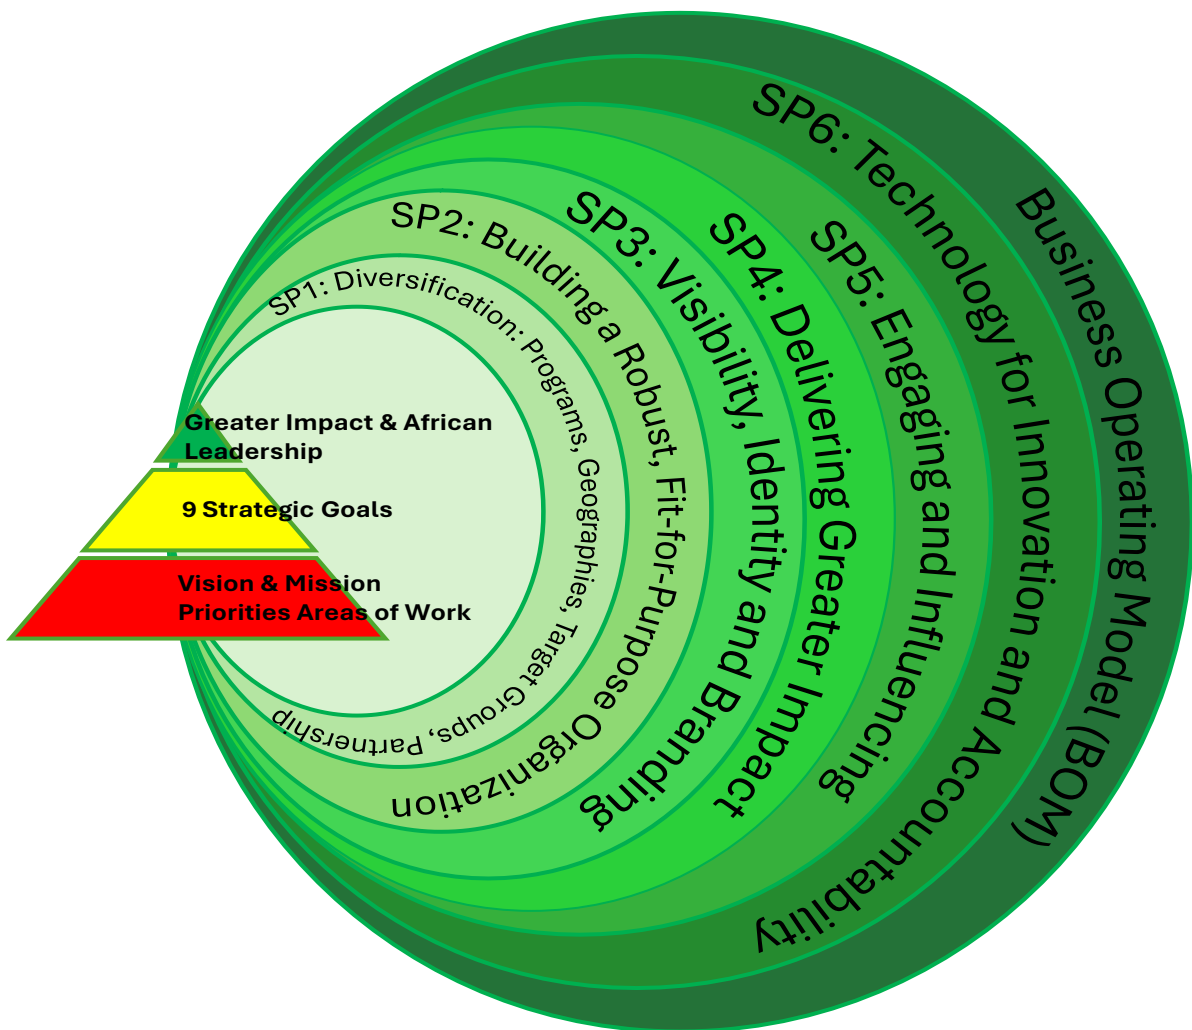 SP1: Diversification: Programs, Geographies, Target Groups, Partnership
SP2: Building a Robust, Fit-for-Purpose Organization
SP3: Visibility, Identity and Branding
SP4: Delivering Greater Impact
SP5: Engaging and Influencing
SP6: Technology for Innovation and Accountability
Business Operating Model (BOM)
Greater Impact & African
Leadership
9 Strategic Goals
Vision & Mission
Priorities Areas of Work